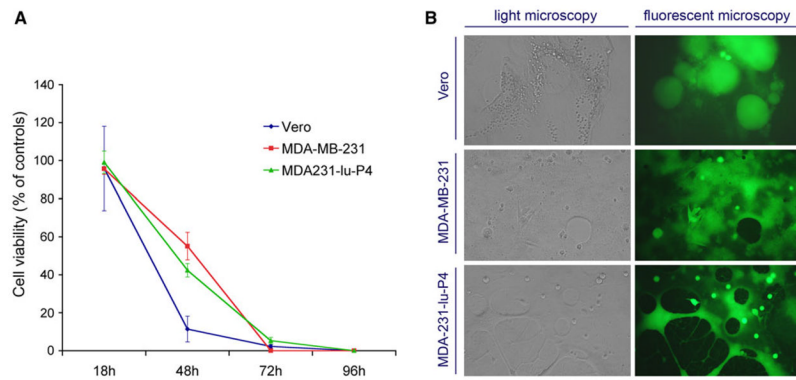 A
Cell viability (% of controls)
140
120
100
80
60
40
20
0
18h
48h
72h
96h
Vero
MDA-MB-231
MDA231-lu-P4
B
light microscopy
fluorescent microscopy
Vero
MDA-MB-231
MDA-231-lu-P4